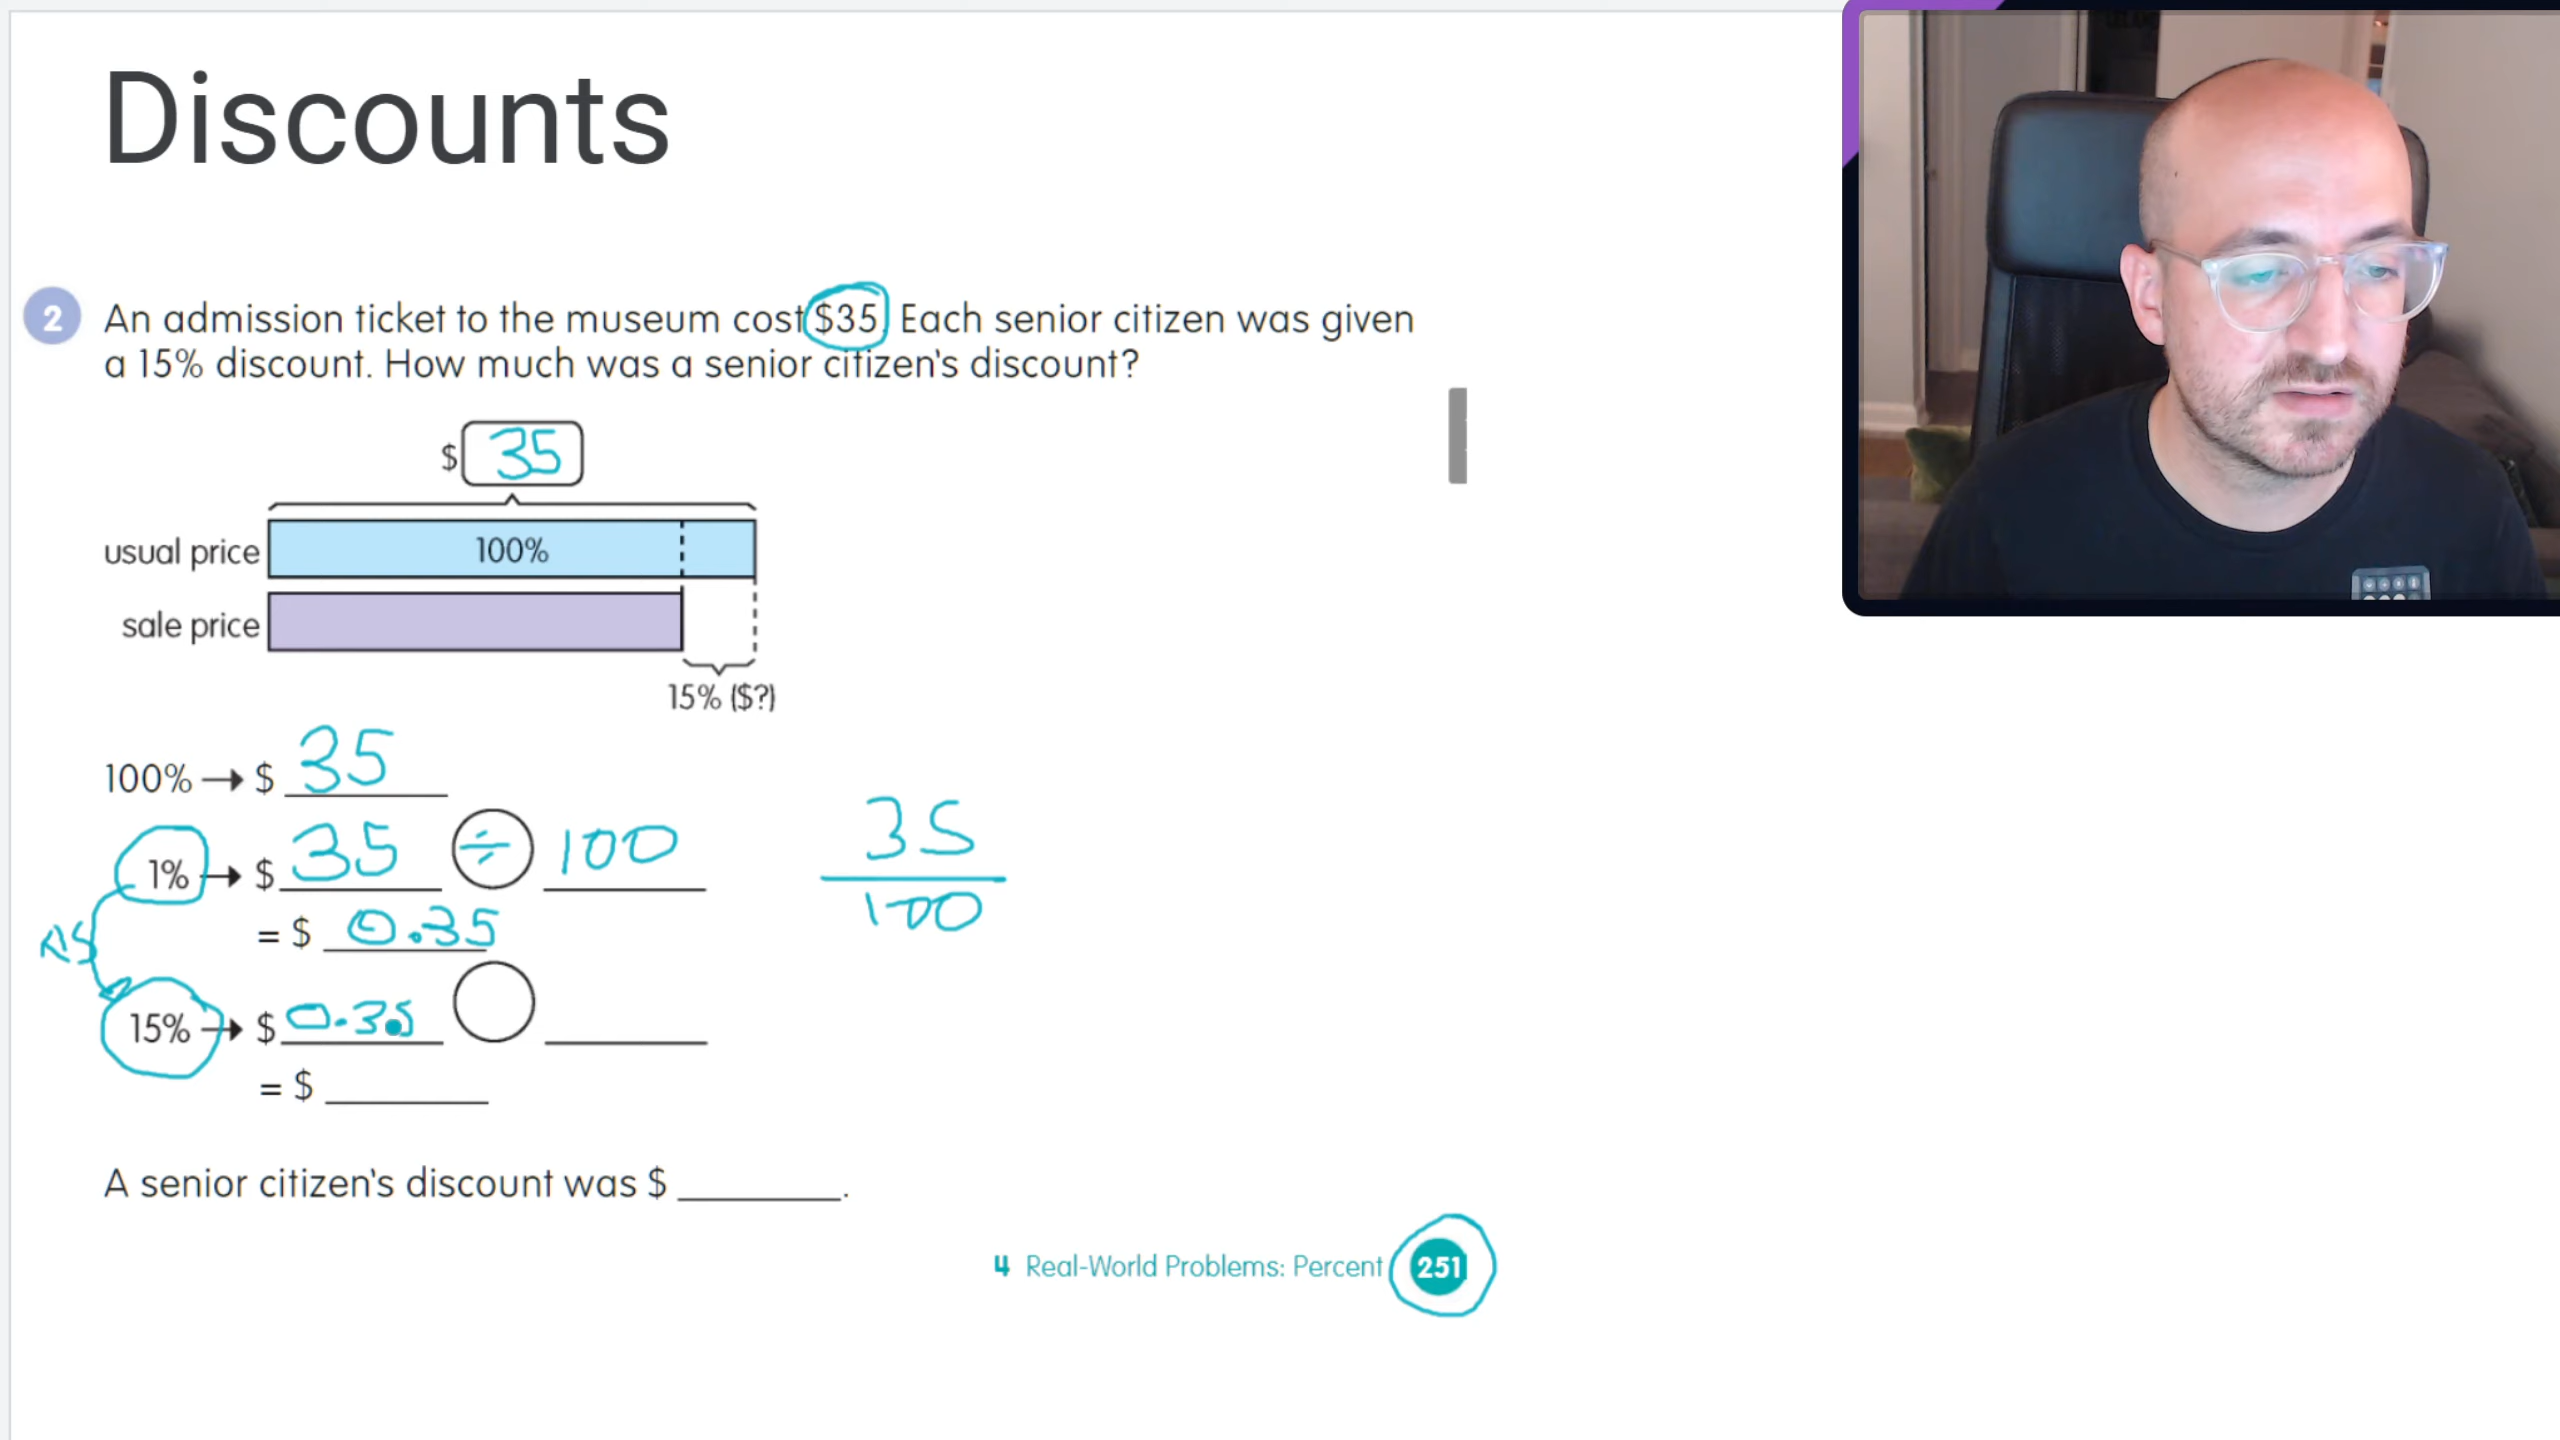 Discounts
2 An admission ticket to the museum cost $35. Each senior citizen was given
a 15% discount. How much was a senior citizen's discount?
$ 35
usual price 100%
sale price
15% ($?)
100% → $ 35
1% → $ 35 ÷ 100
= $ 0.35
x15
15% → $ 0.35
= $
35
100
A senior citizen's discount was $ .
4 Real-World Problems: Percent 251